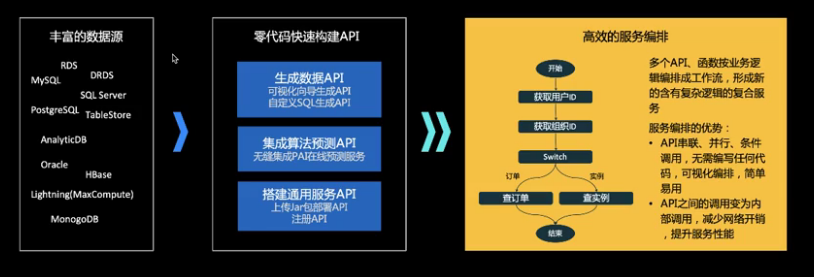 丰富的数据源
RDS
MySQL
DRDS
SQL Server
PostgreSQL
TableStore
AnalyticDB
Oracle
HBase
Lightning(MaxCompute)
MonogoDB
零代码快速构建API
生成数据API
可视化向导生成API
自定义SQL生成API
集成算法预测API
无缝集成PAI在线预测服务
搭建通用服务API
上传Jar包部署API
注册API
高效的服务编排
开始
获取用户ID
获取组织ID
Switch
订单
实例
查订单
查实例
结束
多个API、函数按业务逻
辑编排成工作流，形成新
的含有复杂逻辑的复合服
务
服务编排的优势：
• API串联、并行、条件
调用，无需编写任何代
码，可视化编排，简单
易用
• API之间的调用变为内
部调用，减少网络开销
，提升服务性能